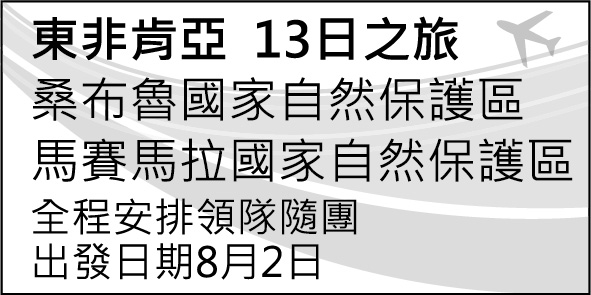 東非肯亞 13日之旅
桑布魯國家自然保護區
馬賽馬拉國家自然保護區
全程安排領隊隨團
出發日期8月2日